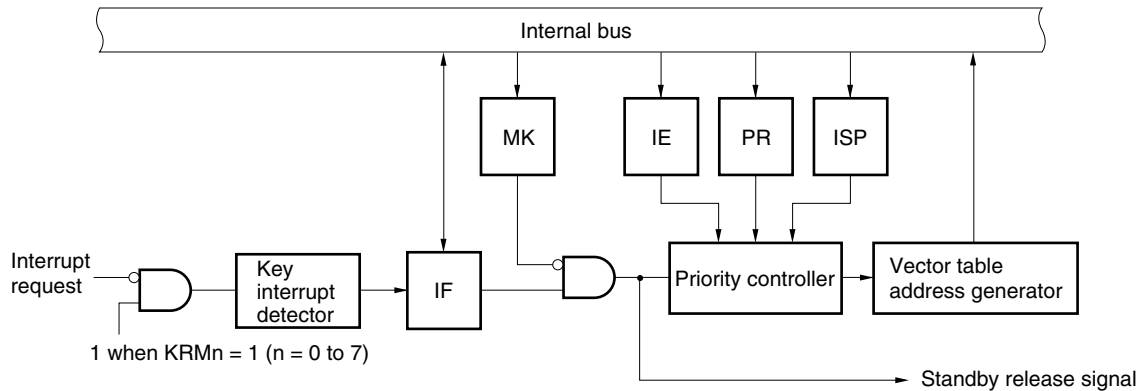 Internal bus
MK
IE
PR
ISP
Interrupt
request
Key
interrupt
detector
IF
Priority controller
Vector table
address generator
1 when KRMn = 1 (n = 0 to 7)
Standby release signal